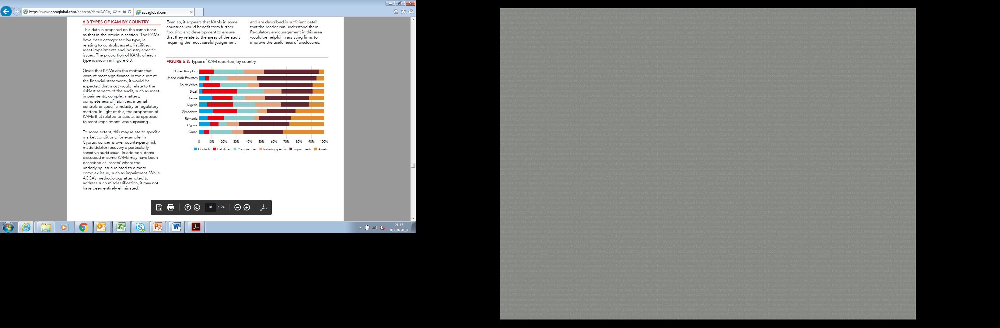 https://www.accaglobal.com/content/dam/ACCA_
accaglobal.com
6.3 TYPES OF KAM BY COUNTRY
This data is prepared on the same basis
as that in the previous section. The KAMs
have been categorised by type, ie
relating to controls, assets, liabilities,
asset impairments and industry-specific
issues. The proportion of KAMs of each
type is shown in Figure 6.3.
Given that KAMs are the matters that
were of most significance in the audit of
the financial statements, it would be
expected that most would relate to the
riskiest aspects of the audit, such as asset
impairments, complex matters,
completeness of liabilities, internal
controls or specific industry or regulatory
matters. In light of this, the proportion of
KAMs that related to assets, as opposed
to asset impairment, was surprising.
To some extent, this may relate to specific
market conditions: for example, in
Cyprus, concerns over counterparty risk
made debtor recovery a particularly
sensitive audit issue. In addition, items
discussed in some KAMs may have been
described as ‘assets’ where the
underlying issue related to a more
complex issue, such as impairment. While
ACCA’s methodology attempted to
address such misclassification, it may not
have been entirely eliminated.
Even so, it appears that KAMs in some
countries would benefit from further
focusing and development to ensure
that they relate to the areas of the audit
requiring the most careful judgement
and are described in sufficient detail
that the reader can understand them.
Regulatory encouragement in this area
would be helpful in assisting firms to
improve the usefulness of disclosures.
FIGURE 6.3: Types of KAM reported, by country
United Kingdom
United Arab Emirates
South Africa
Brazil
Kenya
Nigeria
Zimbabwe
Romania
Cyprus
Oman
0 10% 20% 30% 40% 50% 60% 70% 80% 90% 100%
Controls Liabilities Complexities Industry specific Impairments Assets
18 / 24
21:15
01/10/2018